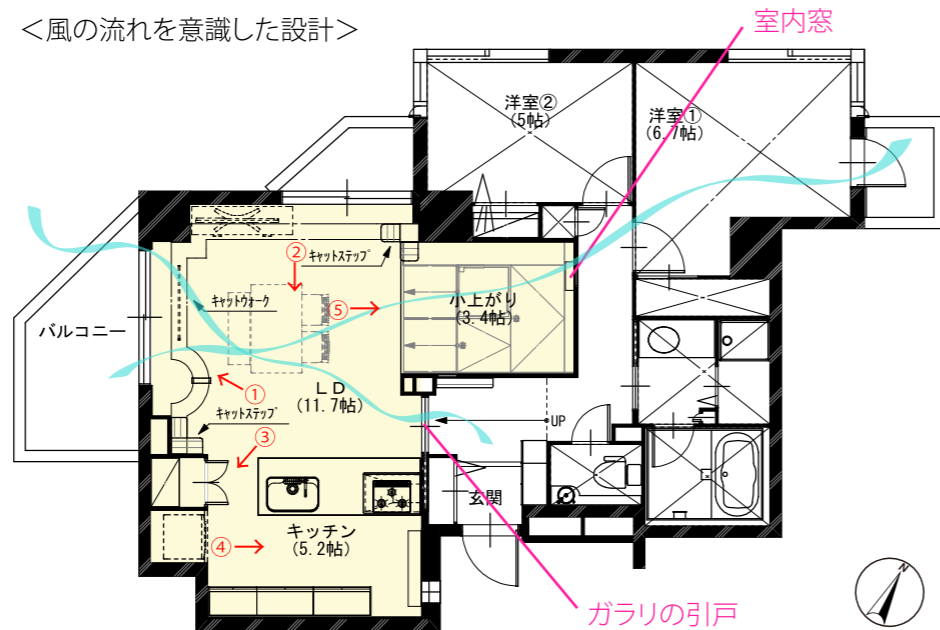 ＜風の流れを意識した設計＞
室内窓
洋室②
(5帖)
洋室①
(6.7帖)
②
キャットステップ
キャットウォーク
⑤
小上がり
(3.4帖)
バルコニー
①
LD
(11.7帖)
キャットステップ
③
UP
玄関
キッチン
(5.2帖)
④
N
ガラリの引戸